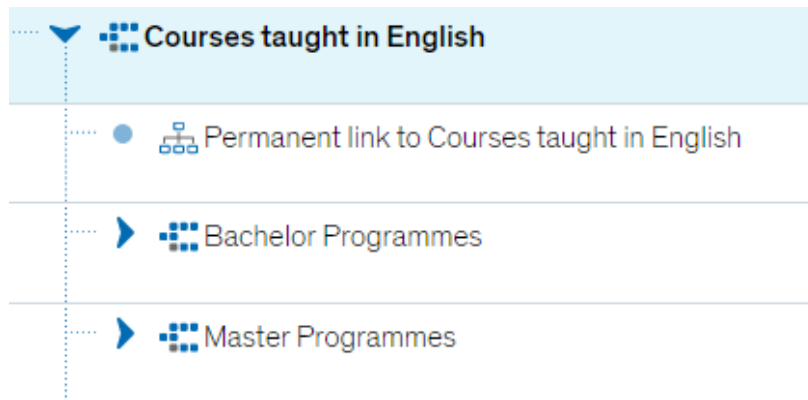 Courses taught in English
Permanent link to Courses taught in English
Bachelor Programmes
Master Programmes